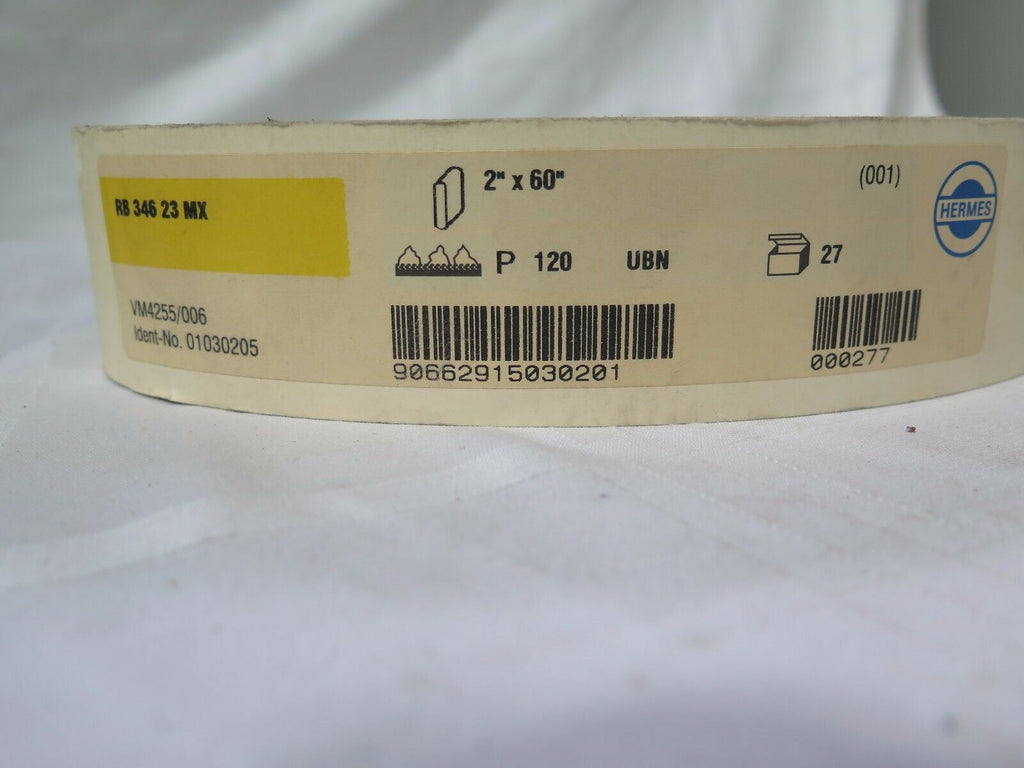 RB 346 23 MX
2" x 60"
(001)
HERMES
P 120 UBN
27
VM4255/006
Ident-No. 01030205
90662915030201
000277